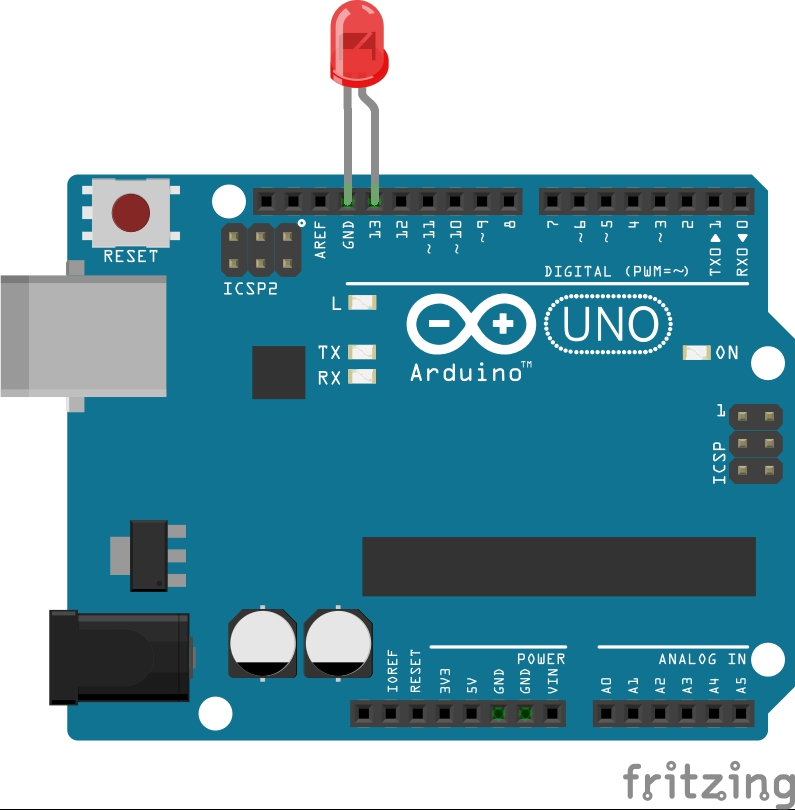 RESET
ICSP2
AREF
GND
13
12
~11
~10
~9
8
7
~6
~5
4
~3
2
TX0▶1
RX0◀0
DIGITAL (PWM=~)
L
TX
RX
UNO
Arduino™
ON
1
ICSP
POWER
ANALOG IN
IOREF
RESET
3V3
5V
GND
GND
VIN
A0
A1
A2
A3
A4
A5
fritzing